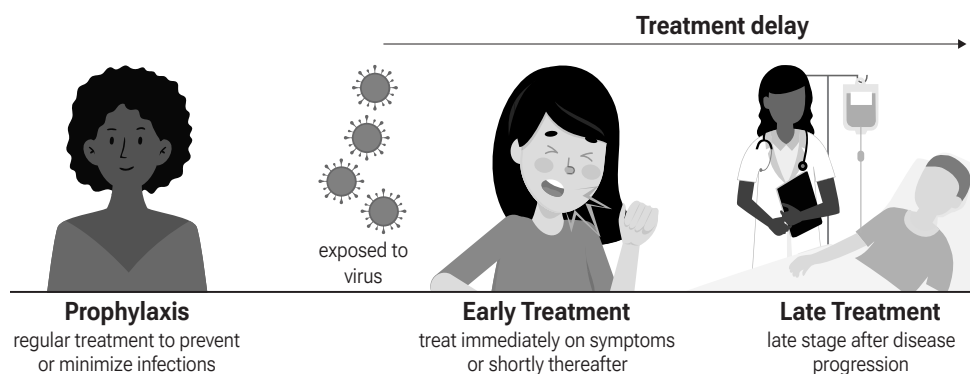 Treatment delay
exposed to
virus
Prophylaxis
regular treatment to prevent
or minimize infections
Early Treatment
treat immediately on symptoms
or shortly thereafter
Late Treatment
late stage after disease
progression